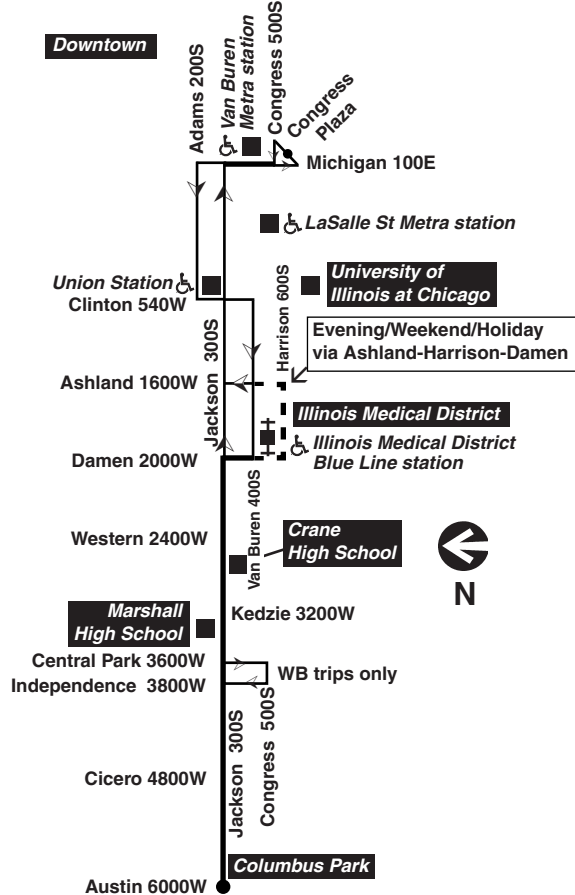 Downtown
Adams 200S
Van Buren
Metra station
Congress 500S
Congress
Plaza
Michigan 100E
LaSalle St Metra station
Union Station
University of
Illinois at Chicago
Clinton 540W
Harrison 600S
Evening/Weekend/Holiday
via Ashland-Harrison-Damen
Jackson 300S
Ashland 1600W
Illinois Medical District
Illinois Medical District
Blue Line station
Damen 2000W
Van Buren 400S
Western 2400W
Crane
High School
N
Marshall
High School
Kedzie 3200W
Central Park 3600W
WB trips only
Independence 3800W
Jackson 300S
Congress 500S
Cicero 4800W
Columbus Park
Austin 6000W